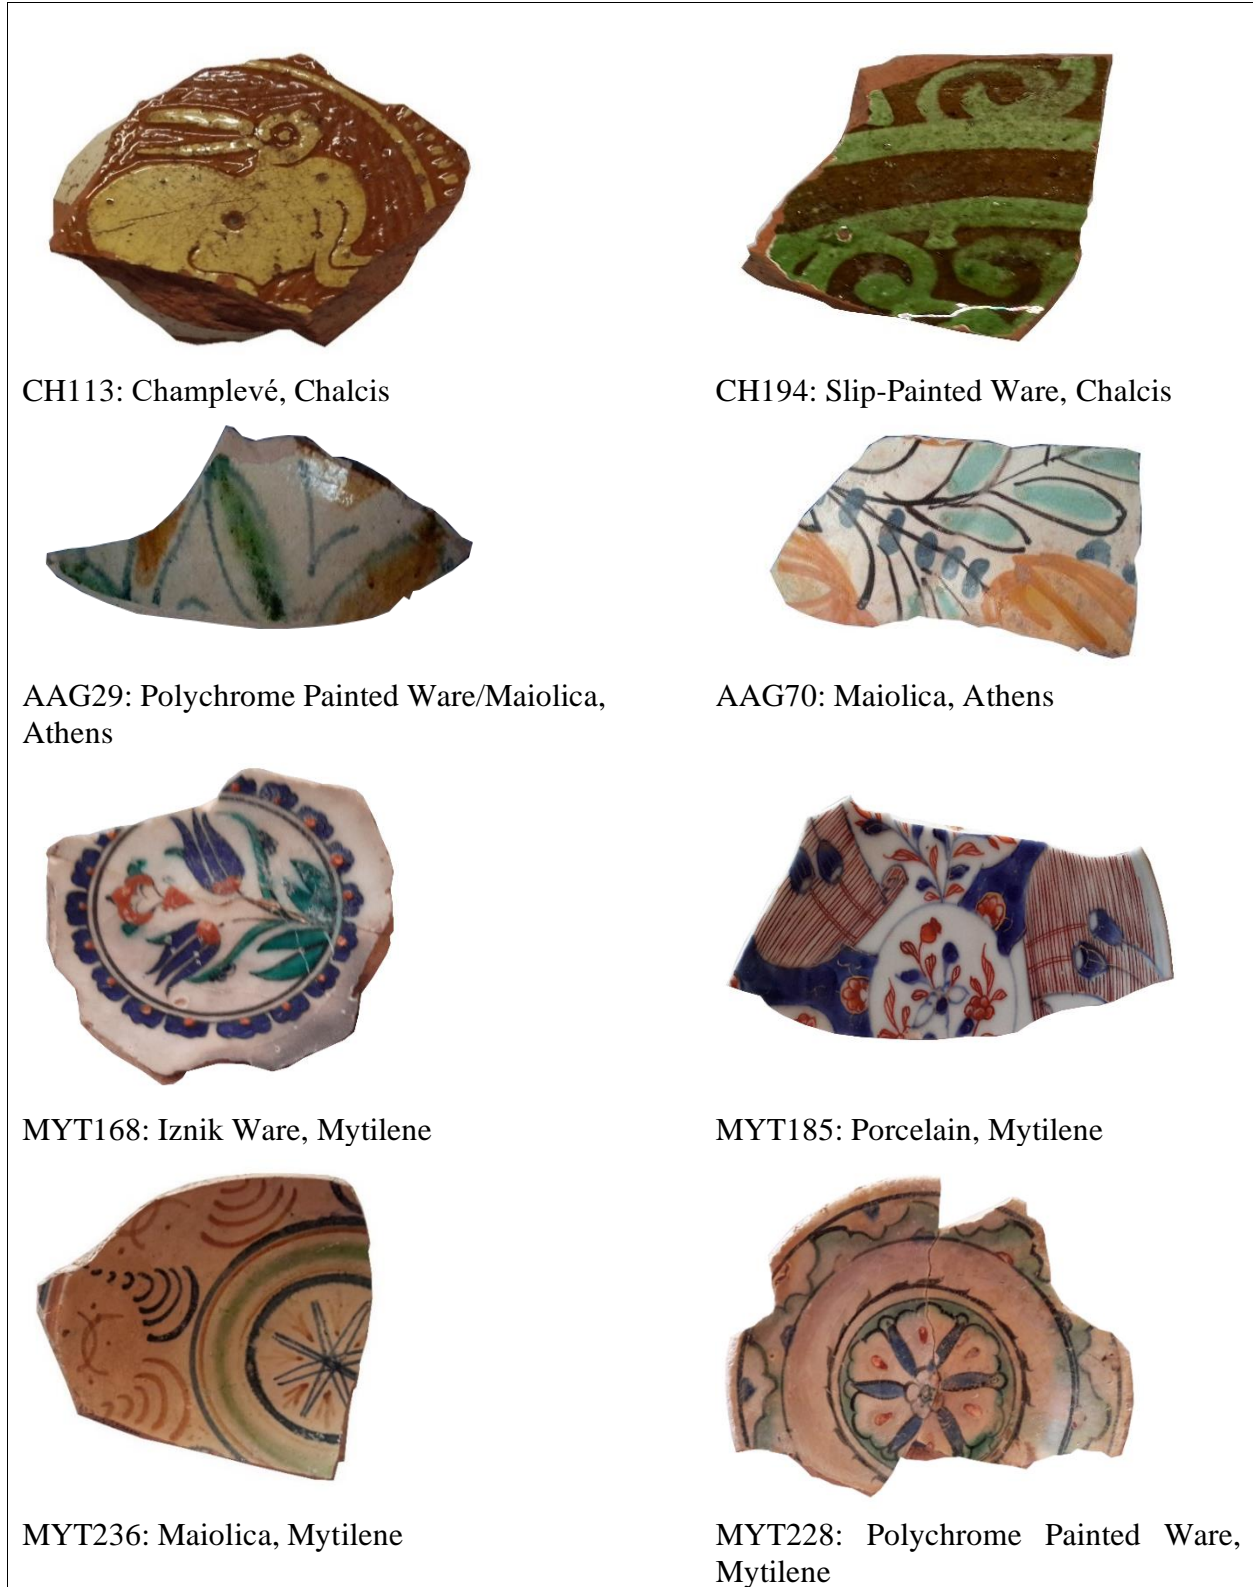 CH113: Champlevé, Chalcis
CH194: Slip-Painted Ware, Chalcis
AAG29: Polychrome Painted Ware/Maiolica,
Athens
AAG70: Maiolica, Athens
MYT168: Iznik Ware, Mytilene
MYT185: Porcelain, Mytilene
MYT236: Maiolica, Mytilene
MYT228: Polychrome Painted Ware,
Mytilene